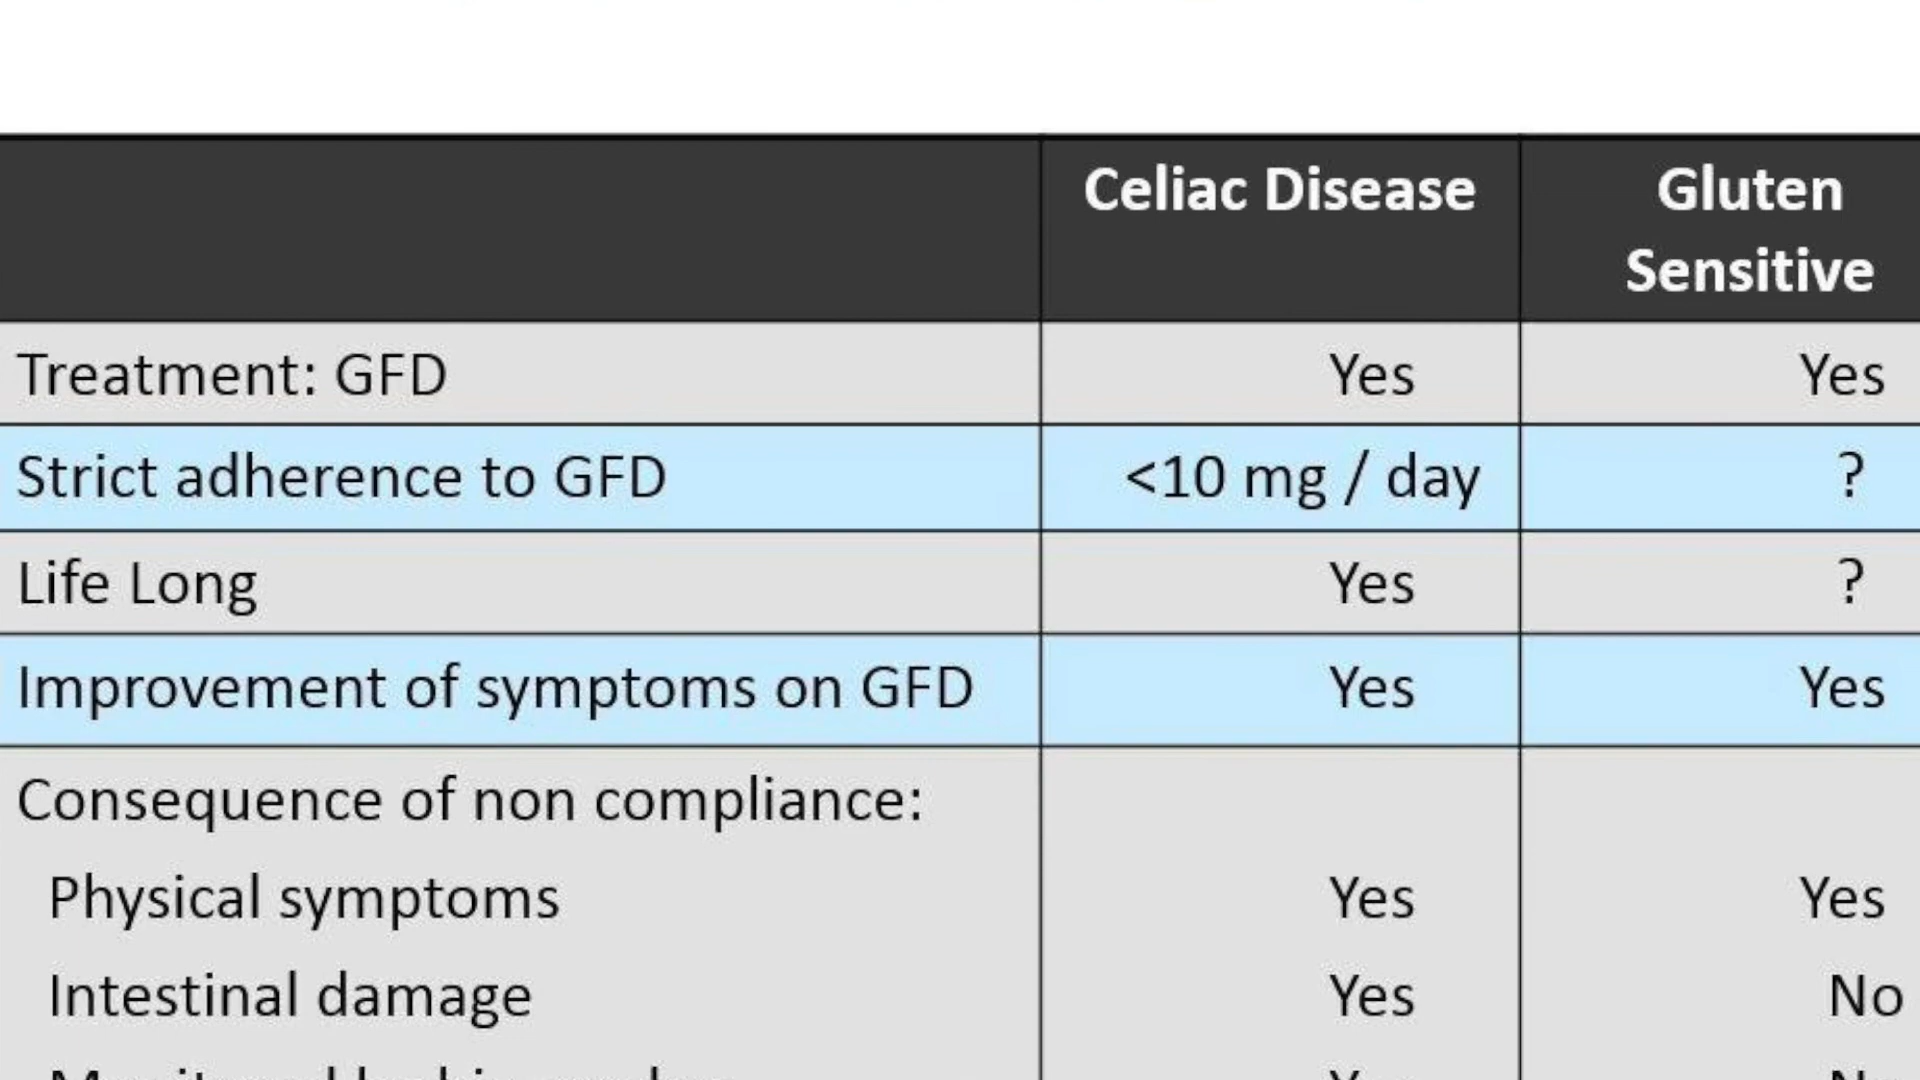 Celiac Disease Gluten
Sensitive
Treatment: GFD Yes Yes
Strict adherence to GFD <10 mg / day ?
Life Long Yes ?
Improvement of symptoms on GFD Yes Yes
Consequence of non compliance:
Physical symptoms Yes Yes
Intestinal damage Yes No